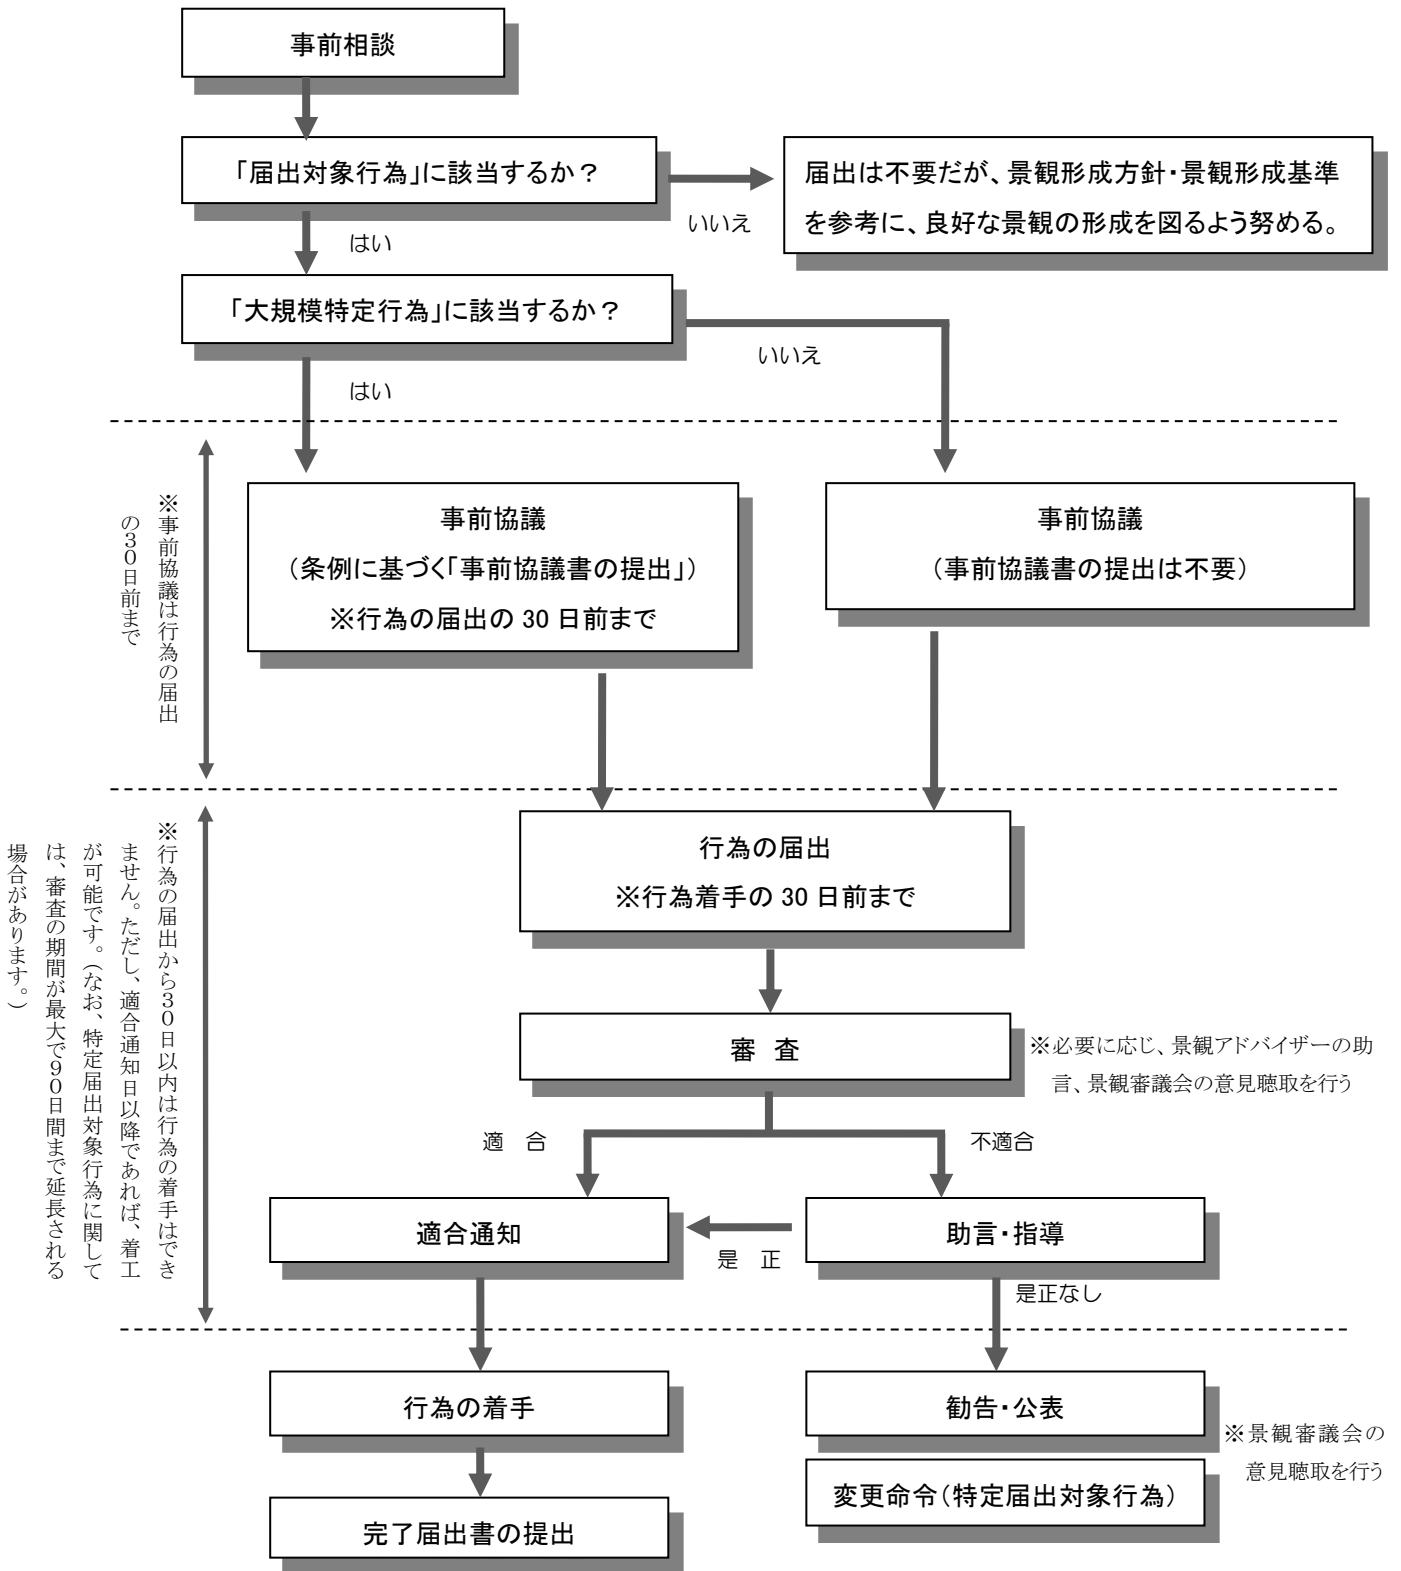 事前相談
「届出対象行為」に該当するか？
いいえ
届出は不要だが、景観形成方針・景観形成基準
を参考に、良好な景観の形成を図るよう努める。
はい
「大規模特定行為」に該当するか？
いいえ
はい
※事前協議は行為の届出
の３０日前まで
事前協議
（条例に基づく「事前協議書の提出」）
※行為の届出の 30 日前まで
事前協議
（事前協議書の提出は不要）
※行為の届出から３０日以内は行為の着手はでき
ません。ただし、適合通知日以降であれば、着工
が可能です。（なお、特定届出対象行為に関して
は、審査の期間が最大で９０日間まで延長される
場合があります。）
行為の届出
※行為着手の 30 日前まで
審　査
※必要に応じ、景観アドバイザーの助
言、景観審議会の意見聴取を行う
適　合
不適合
適合通知
是　正
助言・指導
是正なし
行為の着手
勧告・公表
※景観審議会の
意見聴取を行う
変更命令（特定届出対象行為）
完了届出書の提出